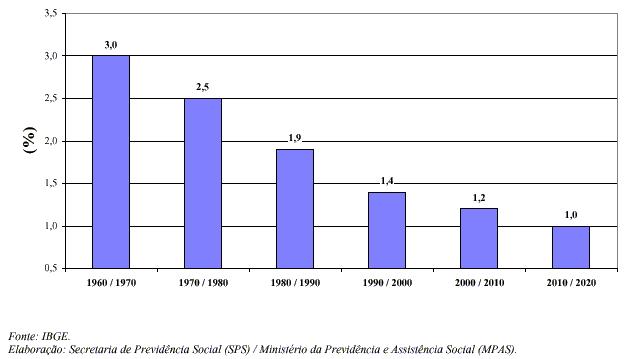 3,5
3,0
2,5
2,0
1,5
1,0
0,5
(%)
3,0
2,5
1,9
1,4
1,2
1,0
1960 / 1970
1970 / 1980
1980 / 1990
1990 / 2000
2000 / 2010
2010 / 2020
Fonte: IBGE.
Elaboração: Secretaria de Previdência Social (SPS) / Ministério da Previdência e Assistência Social (MPAS).